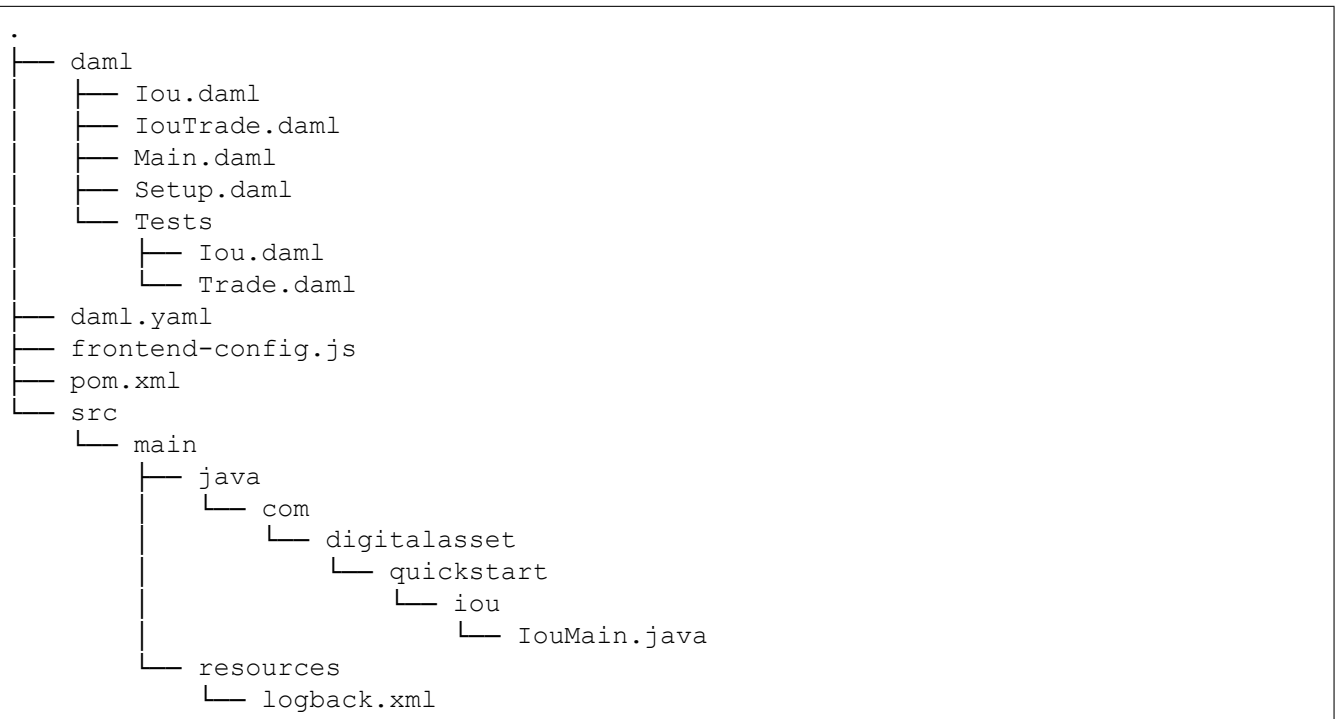 .
├── daml
│   ├── Iou.daml
│   ├── IouTrade.daml
│   ├── Main.daml
│   ├── Setup.daml
│   └── Tests
│       ├── Iou.daml
│       └── Trade.daml
├── daml.yaml
├── frontend-config.js
├── pom.xml
└── src
    └── main
        ├── java
        │   └── com
        │       └── digitalasset
        │           └── quickstart
        │               └── iou
        │                   └── IouMain.java
        └── resources
            └── logback.xml